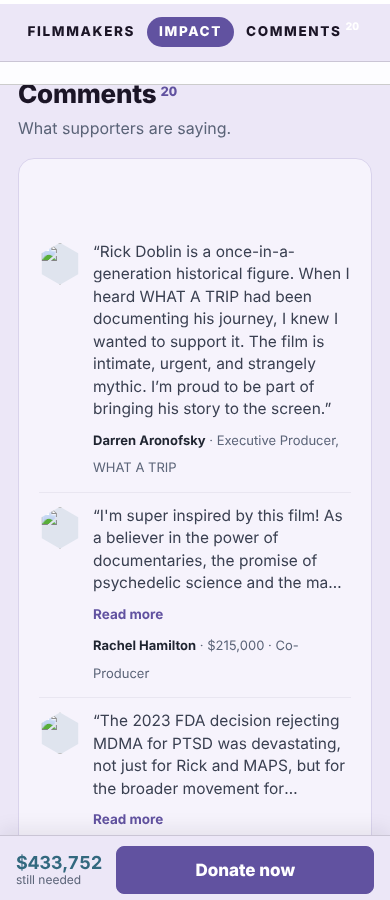 FILMMAKERS IMPACT COMMENTS 20
Comments 20
What supporters are saying.
“Rick Doblin is a once-in-a-
generation historical figure. When I
heard WHAT A TRIP had been
documenting his journey, I knew I
wanted to support it. The film is
intimate, urgent, and strangely
mythic. I’m proud to be part of
bringing his story to the screen.”
Darren Aronofsky · Executive Producer,
WHAT A TRIP
“I'm super inspired by this film! As
a believer in the power of
documentaries, the promise of
psychedelic science and the ma...
Read more
Rachel Hamilton · $215,000 · Co-
Producer
“The 2023 FDA decision rejecting
MDMA for PTSD was devastating,
not just for Rick and MAPS, but for
the broader movement for...
Read more
$433,752
still needed
Donate now